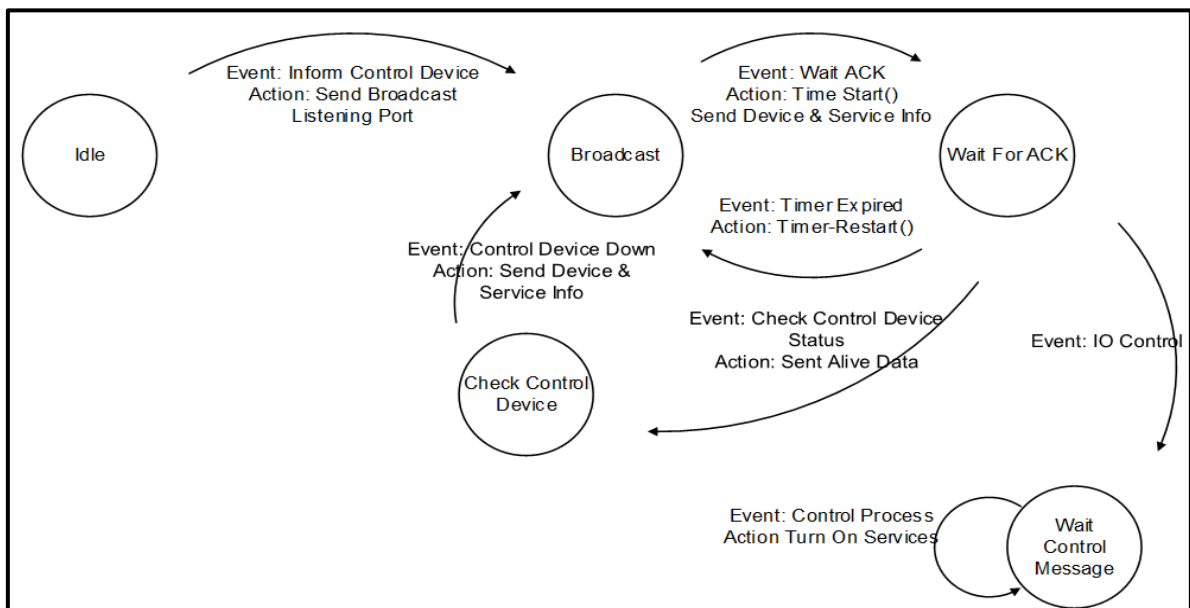 Event: Inform Control Device
Action: Send Broadcast
Listening Port
Event: Wait ACK
Action: Time Start()
Send Device & Service Info
Idle
Broadcast
Wait For ACK
Event: Timer Expired
Action: Timer-Restart()
Event: Control Device Down
Action: Send Device &
Service Info
Event: Check Control Device
Status
Action: Sent Alive Data
Event: IO Control
Check Control
Device
Event: Control Process
Action Turn On Services
Wait
Control
Message